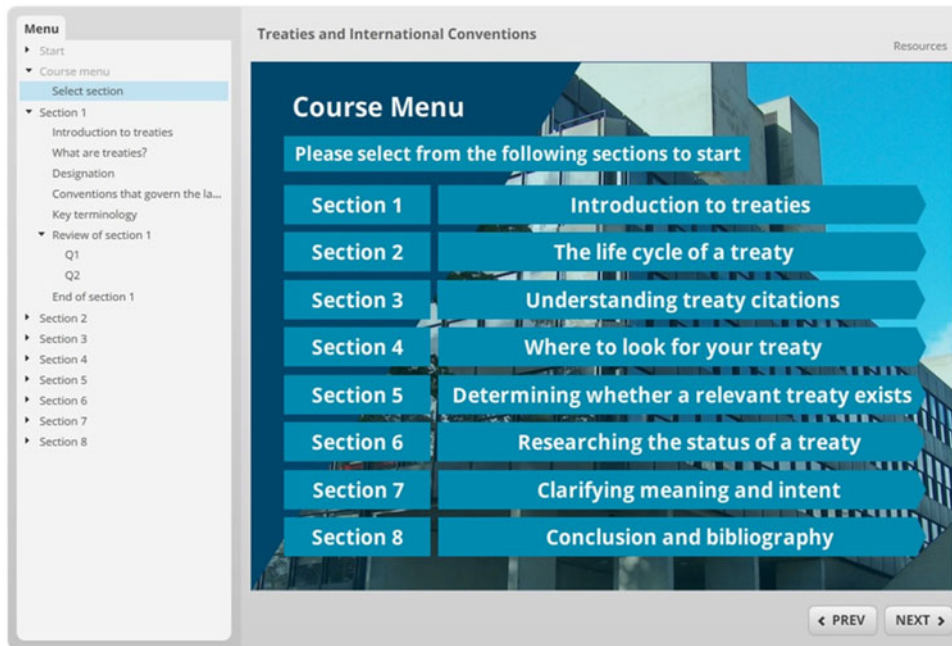 Menu
Start
Course menu
Select section
Section 1
Introduction to treaties
What are treaties?
Designation
Conventions that govern the la...
Key terminology
Review of section 1
Q1
Q2
End of section 1
Section 2
Section 3
Section 4
Section 5
Section 6
Section 7
Section 8
Treaties and International Conventions
Resources
Course Menu
Please select from the following sections to start
Section 1 Introduction to treaties
Section 2 The life cycle of a treaty
Section 3 Understanding treaty citations
Section 4 Where to look for your treaty
Section 5 Determining whether a relevant treaty exists
Section 6 Researching the status of a treaty
Section 7 Clarifying meaning and intent
Section 8 Conclusion and bibliography
PREV NEXT